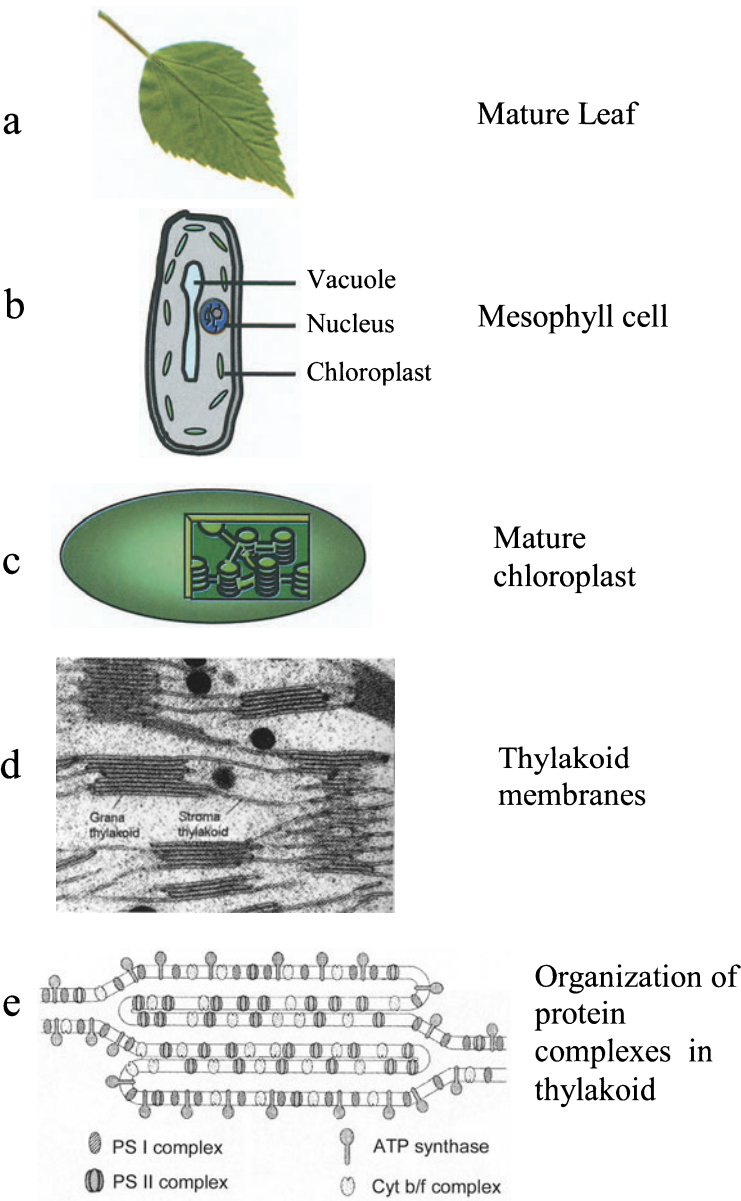 a
Mature Leaf
b
Vacuole
Nucleus
Chloroplast
Mesophyll cell
c
Mature
chloroplast
d
Grana
thylakoid
Stroma
thylakoid
Thylakoid
membranes
e
Organization of
protein
complexes in
thylakoid
PS I complex
ATP synthase
PS II complex
Cyt b/f complex